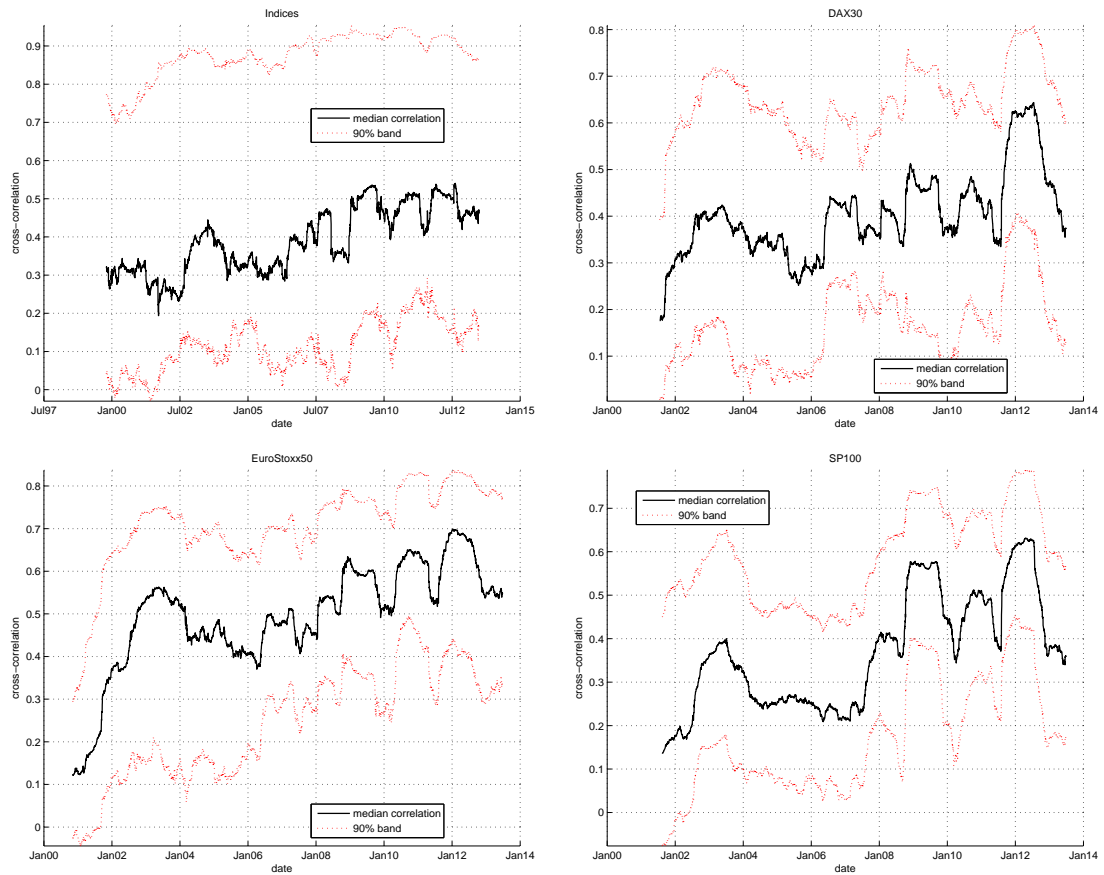 Indices
cross-correlation
0.9
0.8
0.7
0.6
0.5
0.4
0.3
0.2
0.1
0
median correlation
90% band
Jul97 Jan00 Jul02 Jan05 Jul07 Jan10 Jul12 Jan15
date
DAX30
cross-correlation
0.8
0.7
0.6
0.5
0.4
0.3
0.2
0.1
median correlation
90% band
Jan00 Jan02 Jan04 Jan06 Jan08 Jan10 Jan12 Jan14
date
EuroStoxx50
cross-correlation
0.8
0.7
0.6
0.5
0.4
0.3
0.2
0.1
0
median correlation
90% band
Jan00 Jan02 Jan04 Jan06 Jan08 Jan10 Jan12 Jan14
date
SP100
cross-correlation
0.7
0.6
0.5
0.4
0.3
0.2
0.1
0
median correlation
90% band
Jan00 Jan02 Jan04 Jan06 Jan08 Jan10 Jan12 Jan14
date